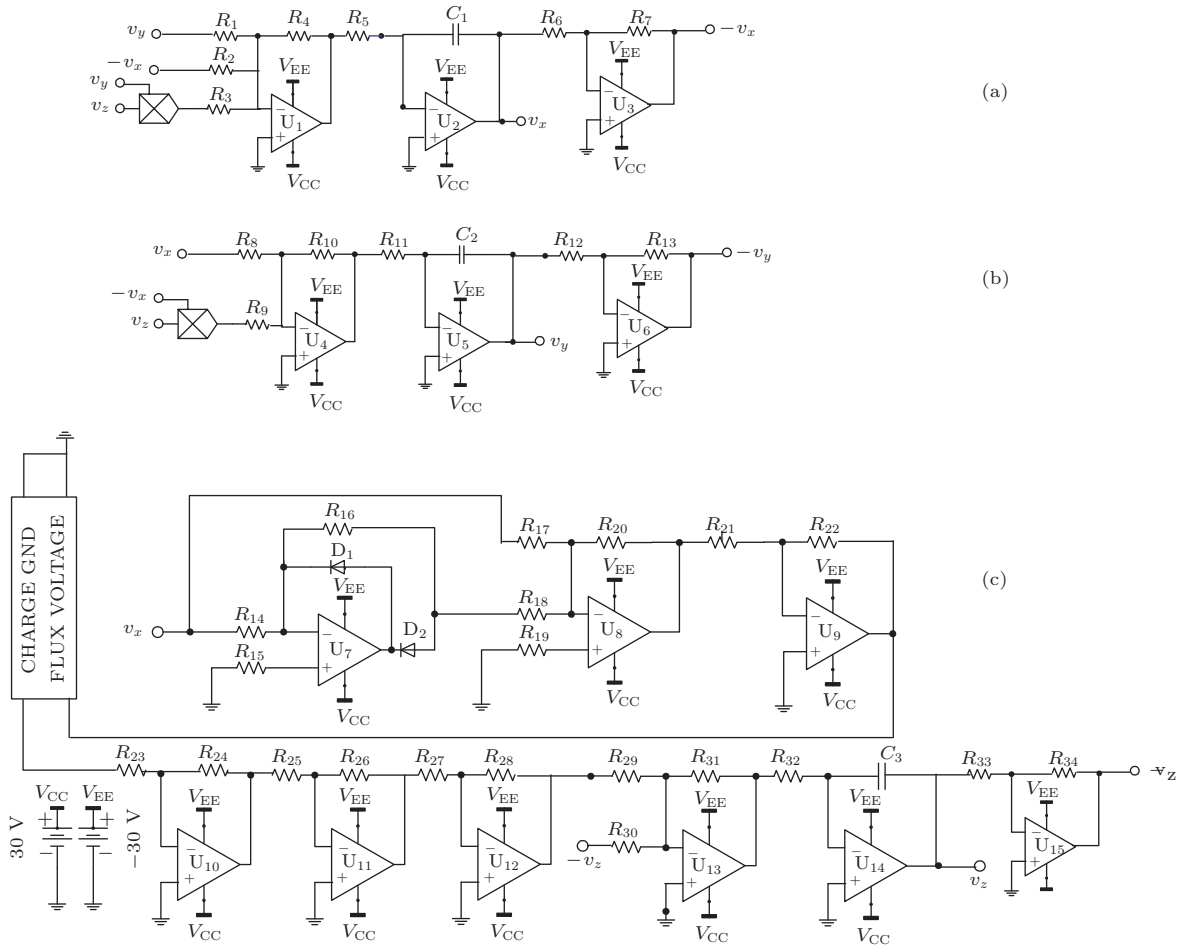 v_y R_1 R_4 R_5 C_1 R_6 R_7 −v_x
−v_x R_2 V_EE V_EE V_EE
v_y
v_z R_3 − U_1 + − U_2 + v_x − U_3 + (a)
V_CC V_CC V_CC
v_x R_8 R_10 R_11 C_2 R_12 R_13 −v_y
−v_x V_EE V_EE V_EE (b)
v_z R_9 − U_4 + − U_5 + v_y − U_6 +
V_CC V_CC V_CC
CHARGE GND
FLUX VOLTAGE
R_16 R_17 R_20 R_21 R_22
D_1
V_EE V_EE V_EE (c)
v_x R_14 − U_7 + D_2 R_18 − U_8 + − U_9 +
R_15 R_19
V_CC V_CC V_CC
R_23 R_24 R_25 R_26 R_27 R_28 R_29 R_31 R_32 C_3 R_33 R_34 −v_z
V_CC V_EE V_EE V_EE V_EE V_EE V_EE V_EE
30 V + − + − −30 V
− U_10 + − U_11 + − U_12 + −v_z R_30 − U_13 + − U_14 + v_z − U_15 +
V_CC V_CC V_CC V_CC V_CC